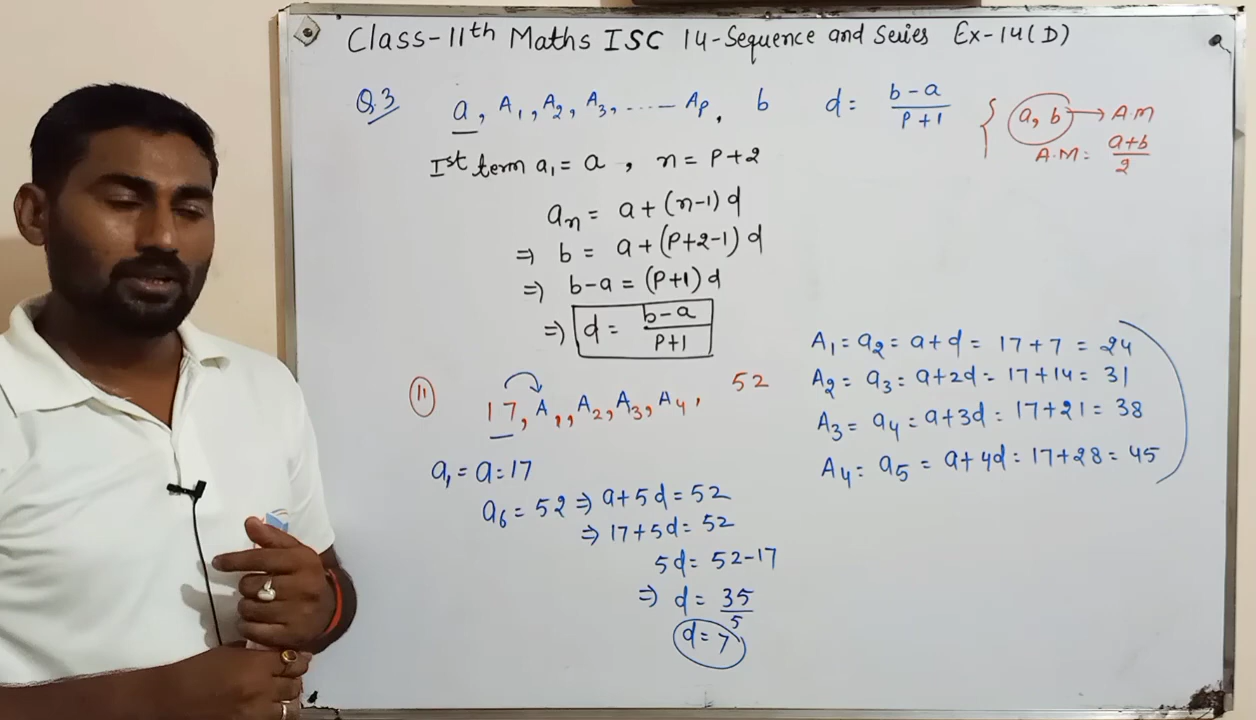 Class-11th Maths ISC 14-Sequence and Series Ex-14(D)
Q.3 a, A₁, A₂, A₃, ------ Ap, b d = (b-a)/(P+1)
{ a, b → A.M
A.M = (a+b)/2
Ist term a₁ = a , n = P+2
aₙ = a + (n-1) d
⇒ b = a + (P+2-1) d
⇒ b-a = (P+1) d
⇒ d = (b-a)/(P+1)
(ii) 17, A₁,, A₂, A₃, A₄, 52
a₁ = a = 17
a₆ = 52 ⇒ a+5d = 52
⇒ 17+5d = 52
5d = 52-17
⇒ d = 35/5
d = 7
A₁ = a₂ = a+d = 17+7 = 24
A₂ = a₃ = a+2d = 17+14 = 31
A₃ = a₄ = a+3d = 17+21 = 38
A₄ = a₅ = a+4d = 17+28 = 45